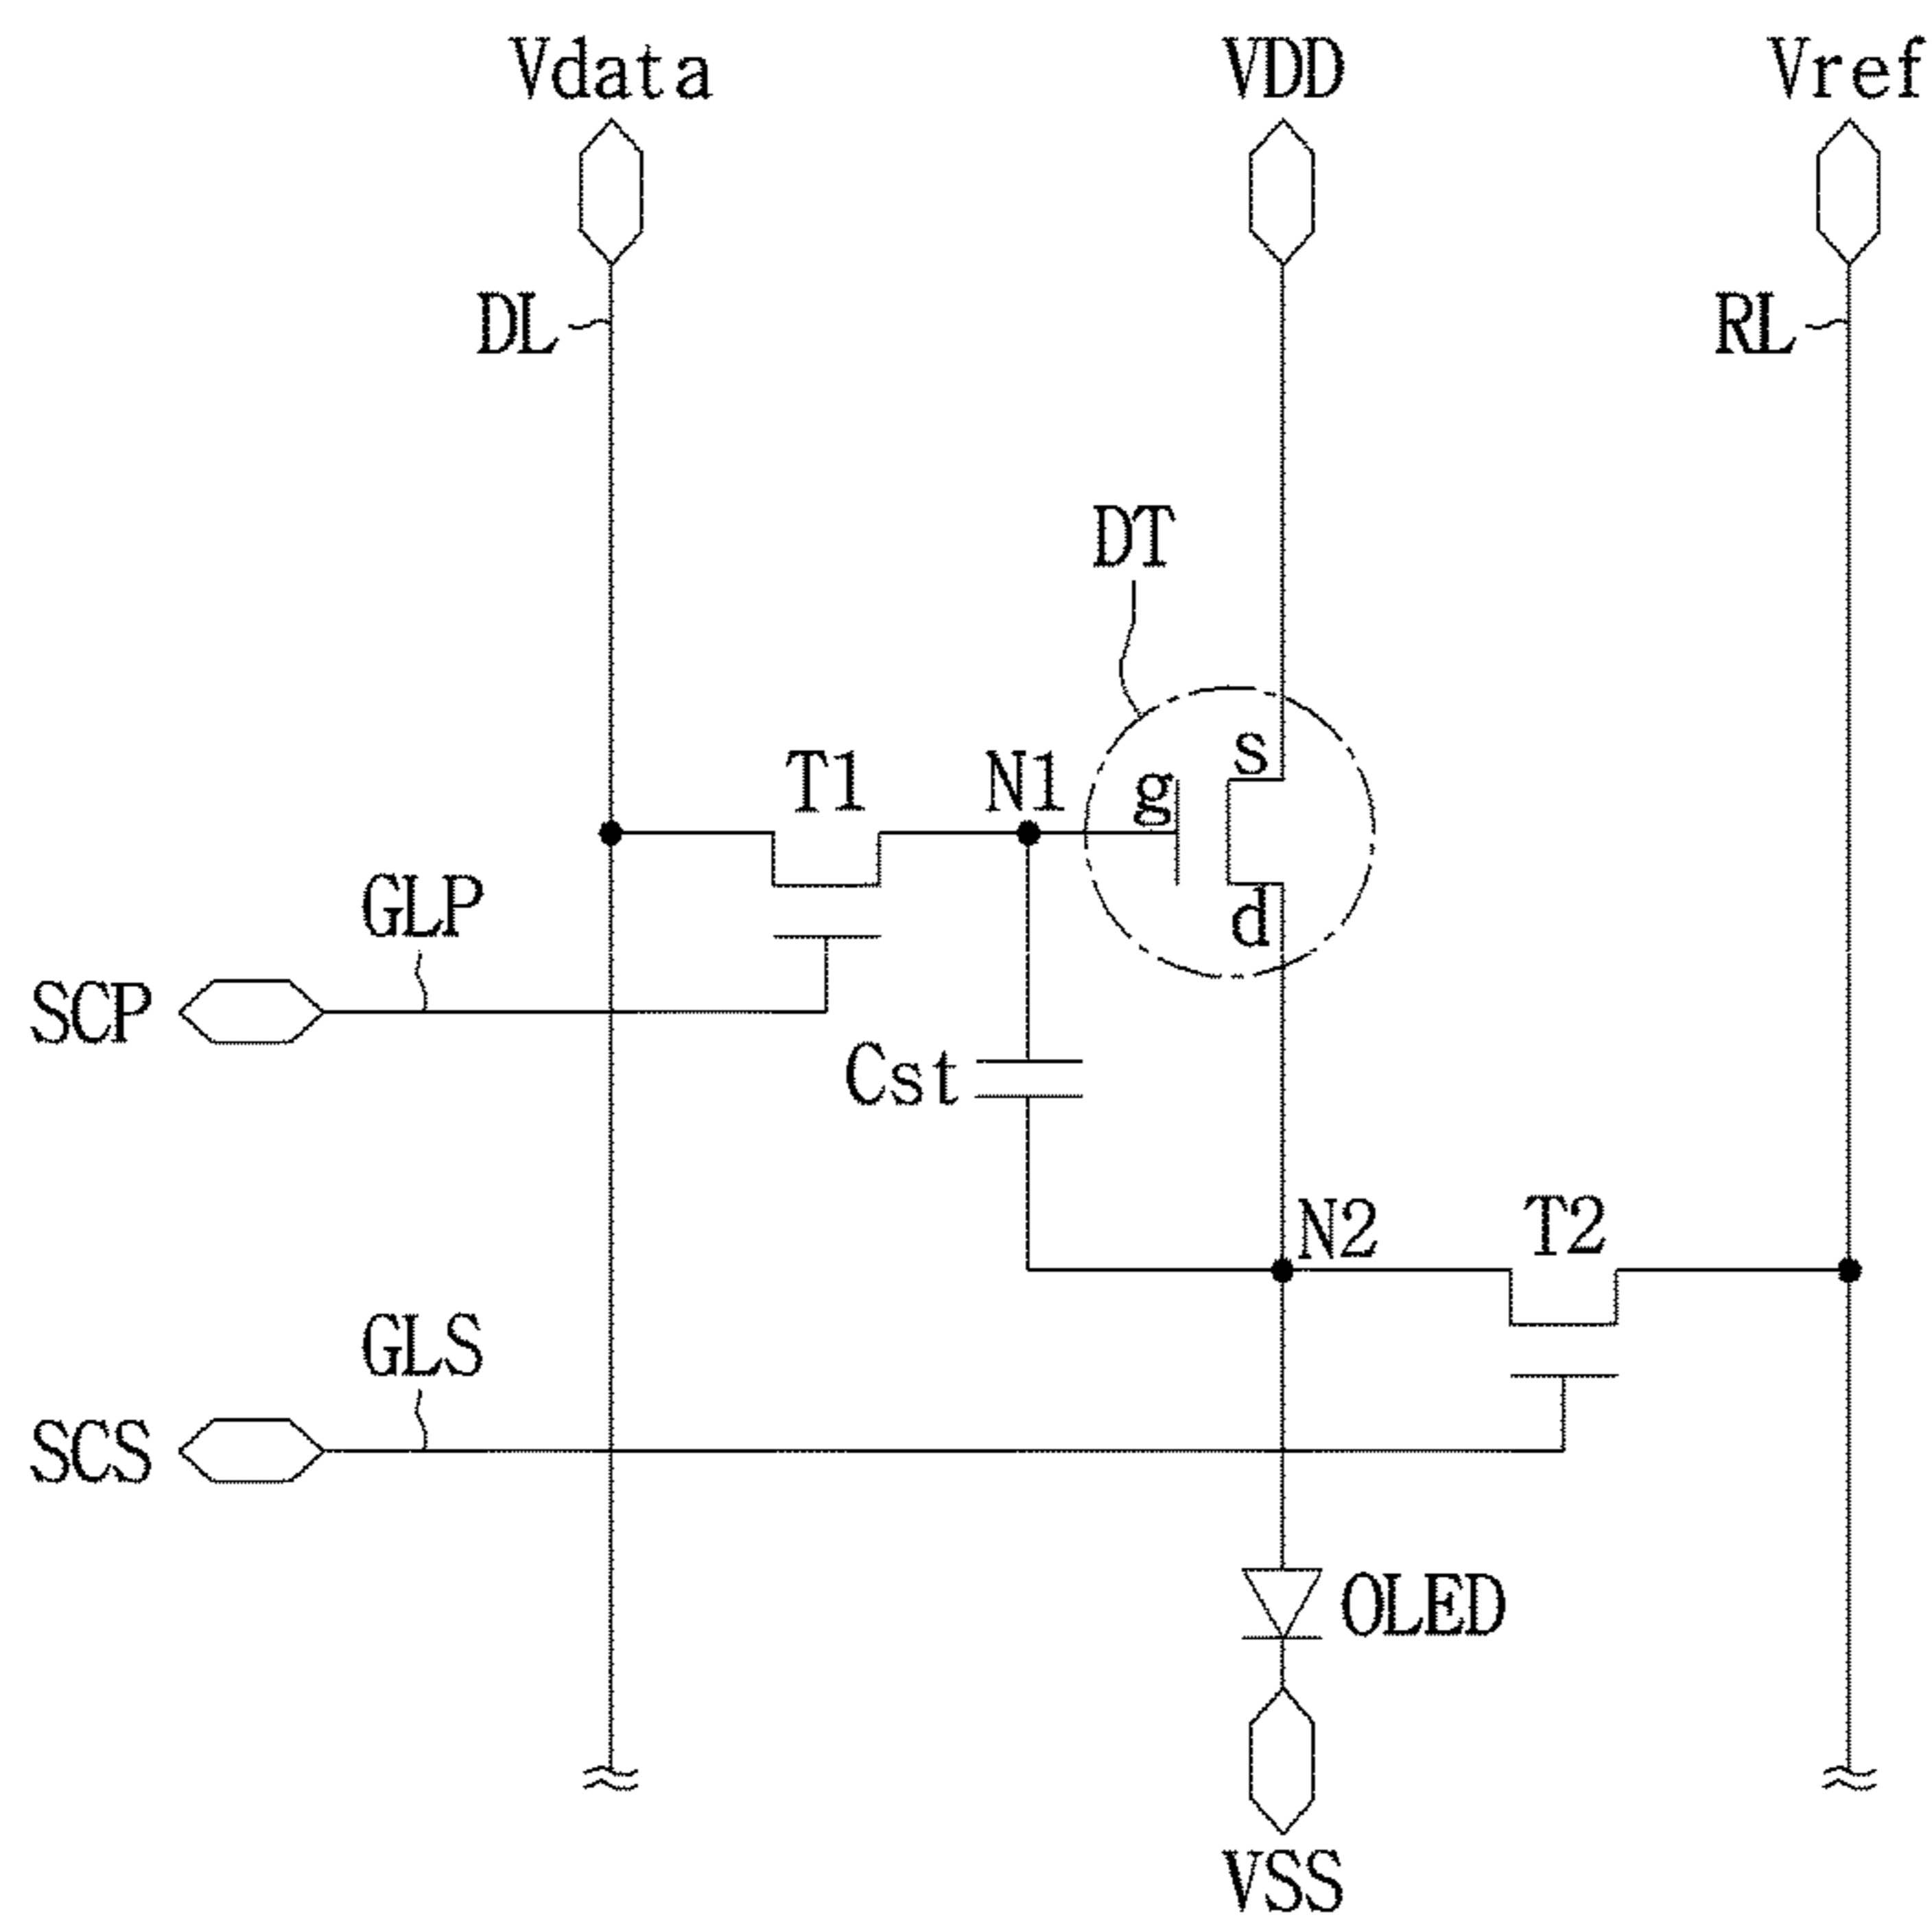 Vdata VDD Vref
DL RL
DT
T1 N1 g s
GLP d
SCP
Cst
N2 T2
GLS
SCS
OLED
VSS